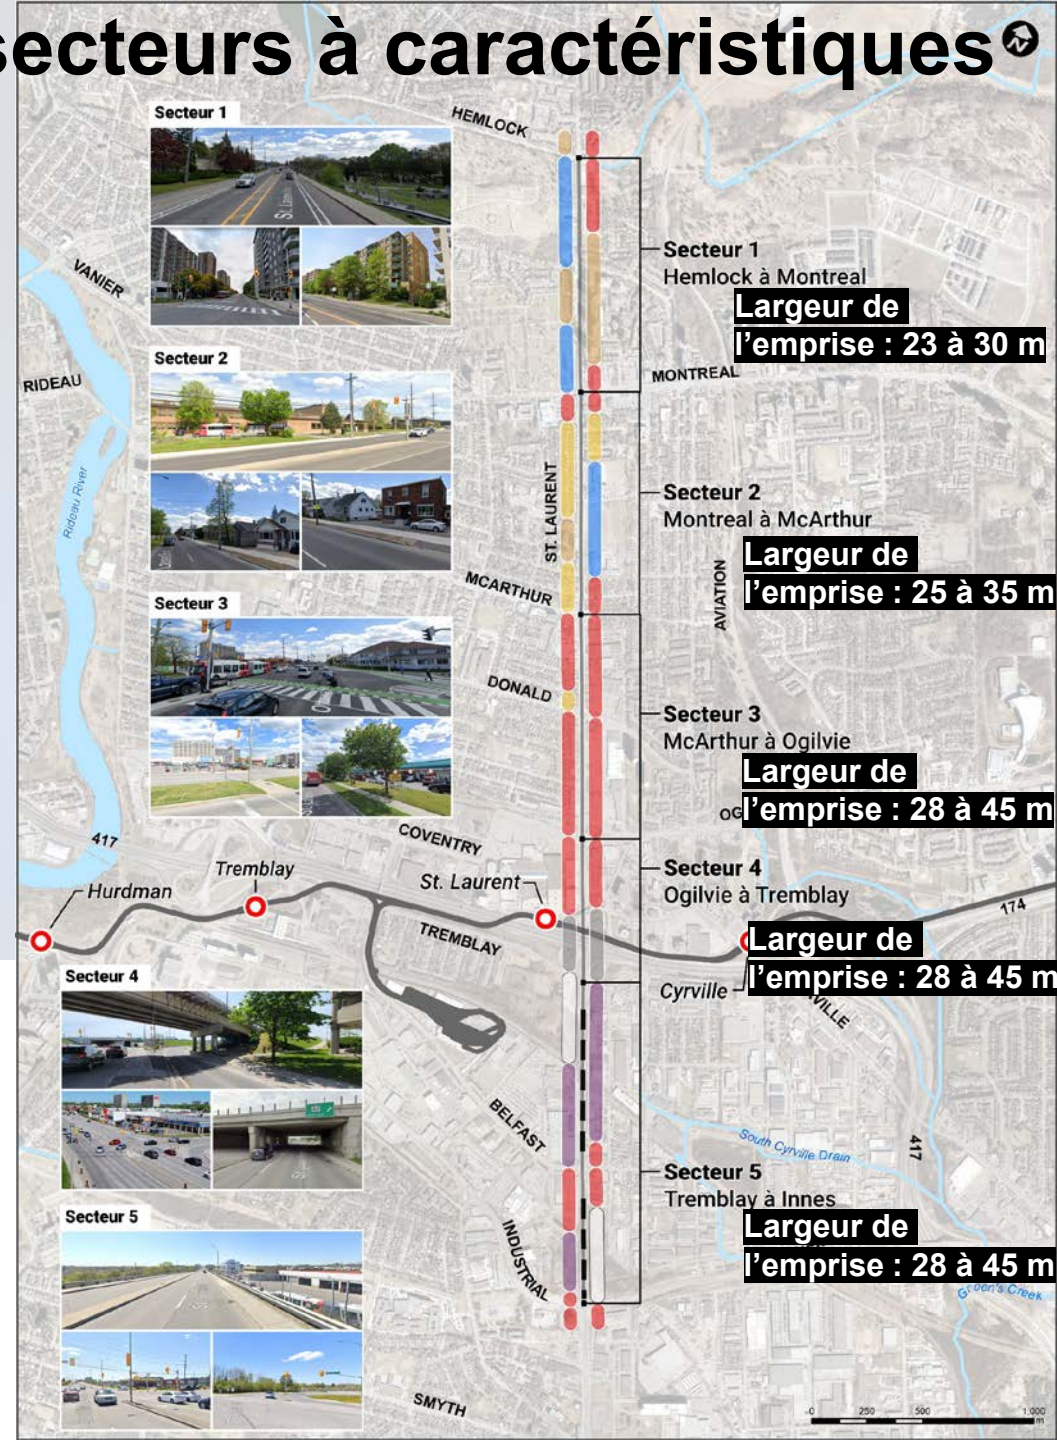 secteurs à caractéristiques
Secteur 1
HEMLOCK
VANIER
Secteur 1
Hemlock à Montreal
Largeur de
l'emprise : 23 à 30 m
Secteur 2
RIDEAU
MONTREAL
Rideau River
ST. LAURENT
Secteur 2
Montreal à McArthur
Largeur de
l'emprise : 25 à 35 m
AVIATION
MCARTHUR
Secteur 3
DONALD
Secteur 3
McArthur à Ogilvie
Largeur de
l'emprise : 28 à 45 m
OG
COVENTRY
417
Tremblay
Hurdman
St. Laurent
Secteur 4
Ogilvie à Tremblay
174
TREMBLAY
Largeur de
l'emprise : 28 à 45 m
Cyrville
VILLE
Secteur 4
BELFAST
South Cyrville Drain
417
Secteur 5
Tremblay à Innes
Largeur de
l'emprise : 28 à 45 m
Secteur 5
INDUSTRIAL
Green's Creek
SMYTH
0 250 500 1,000
m